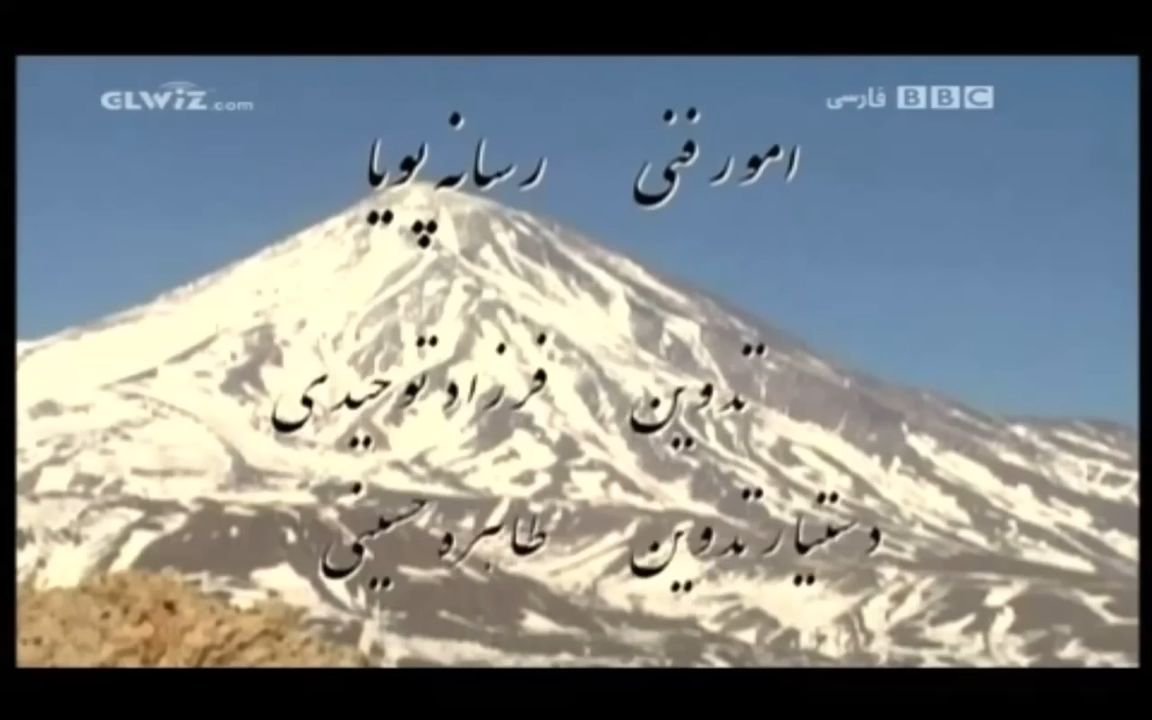 GLWiZ.com
BBC فارسی
امور فنی رسانه پویا
تدوین فرزاد توحیدی
دستیار تدوین طاهره حسینی